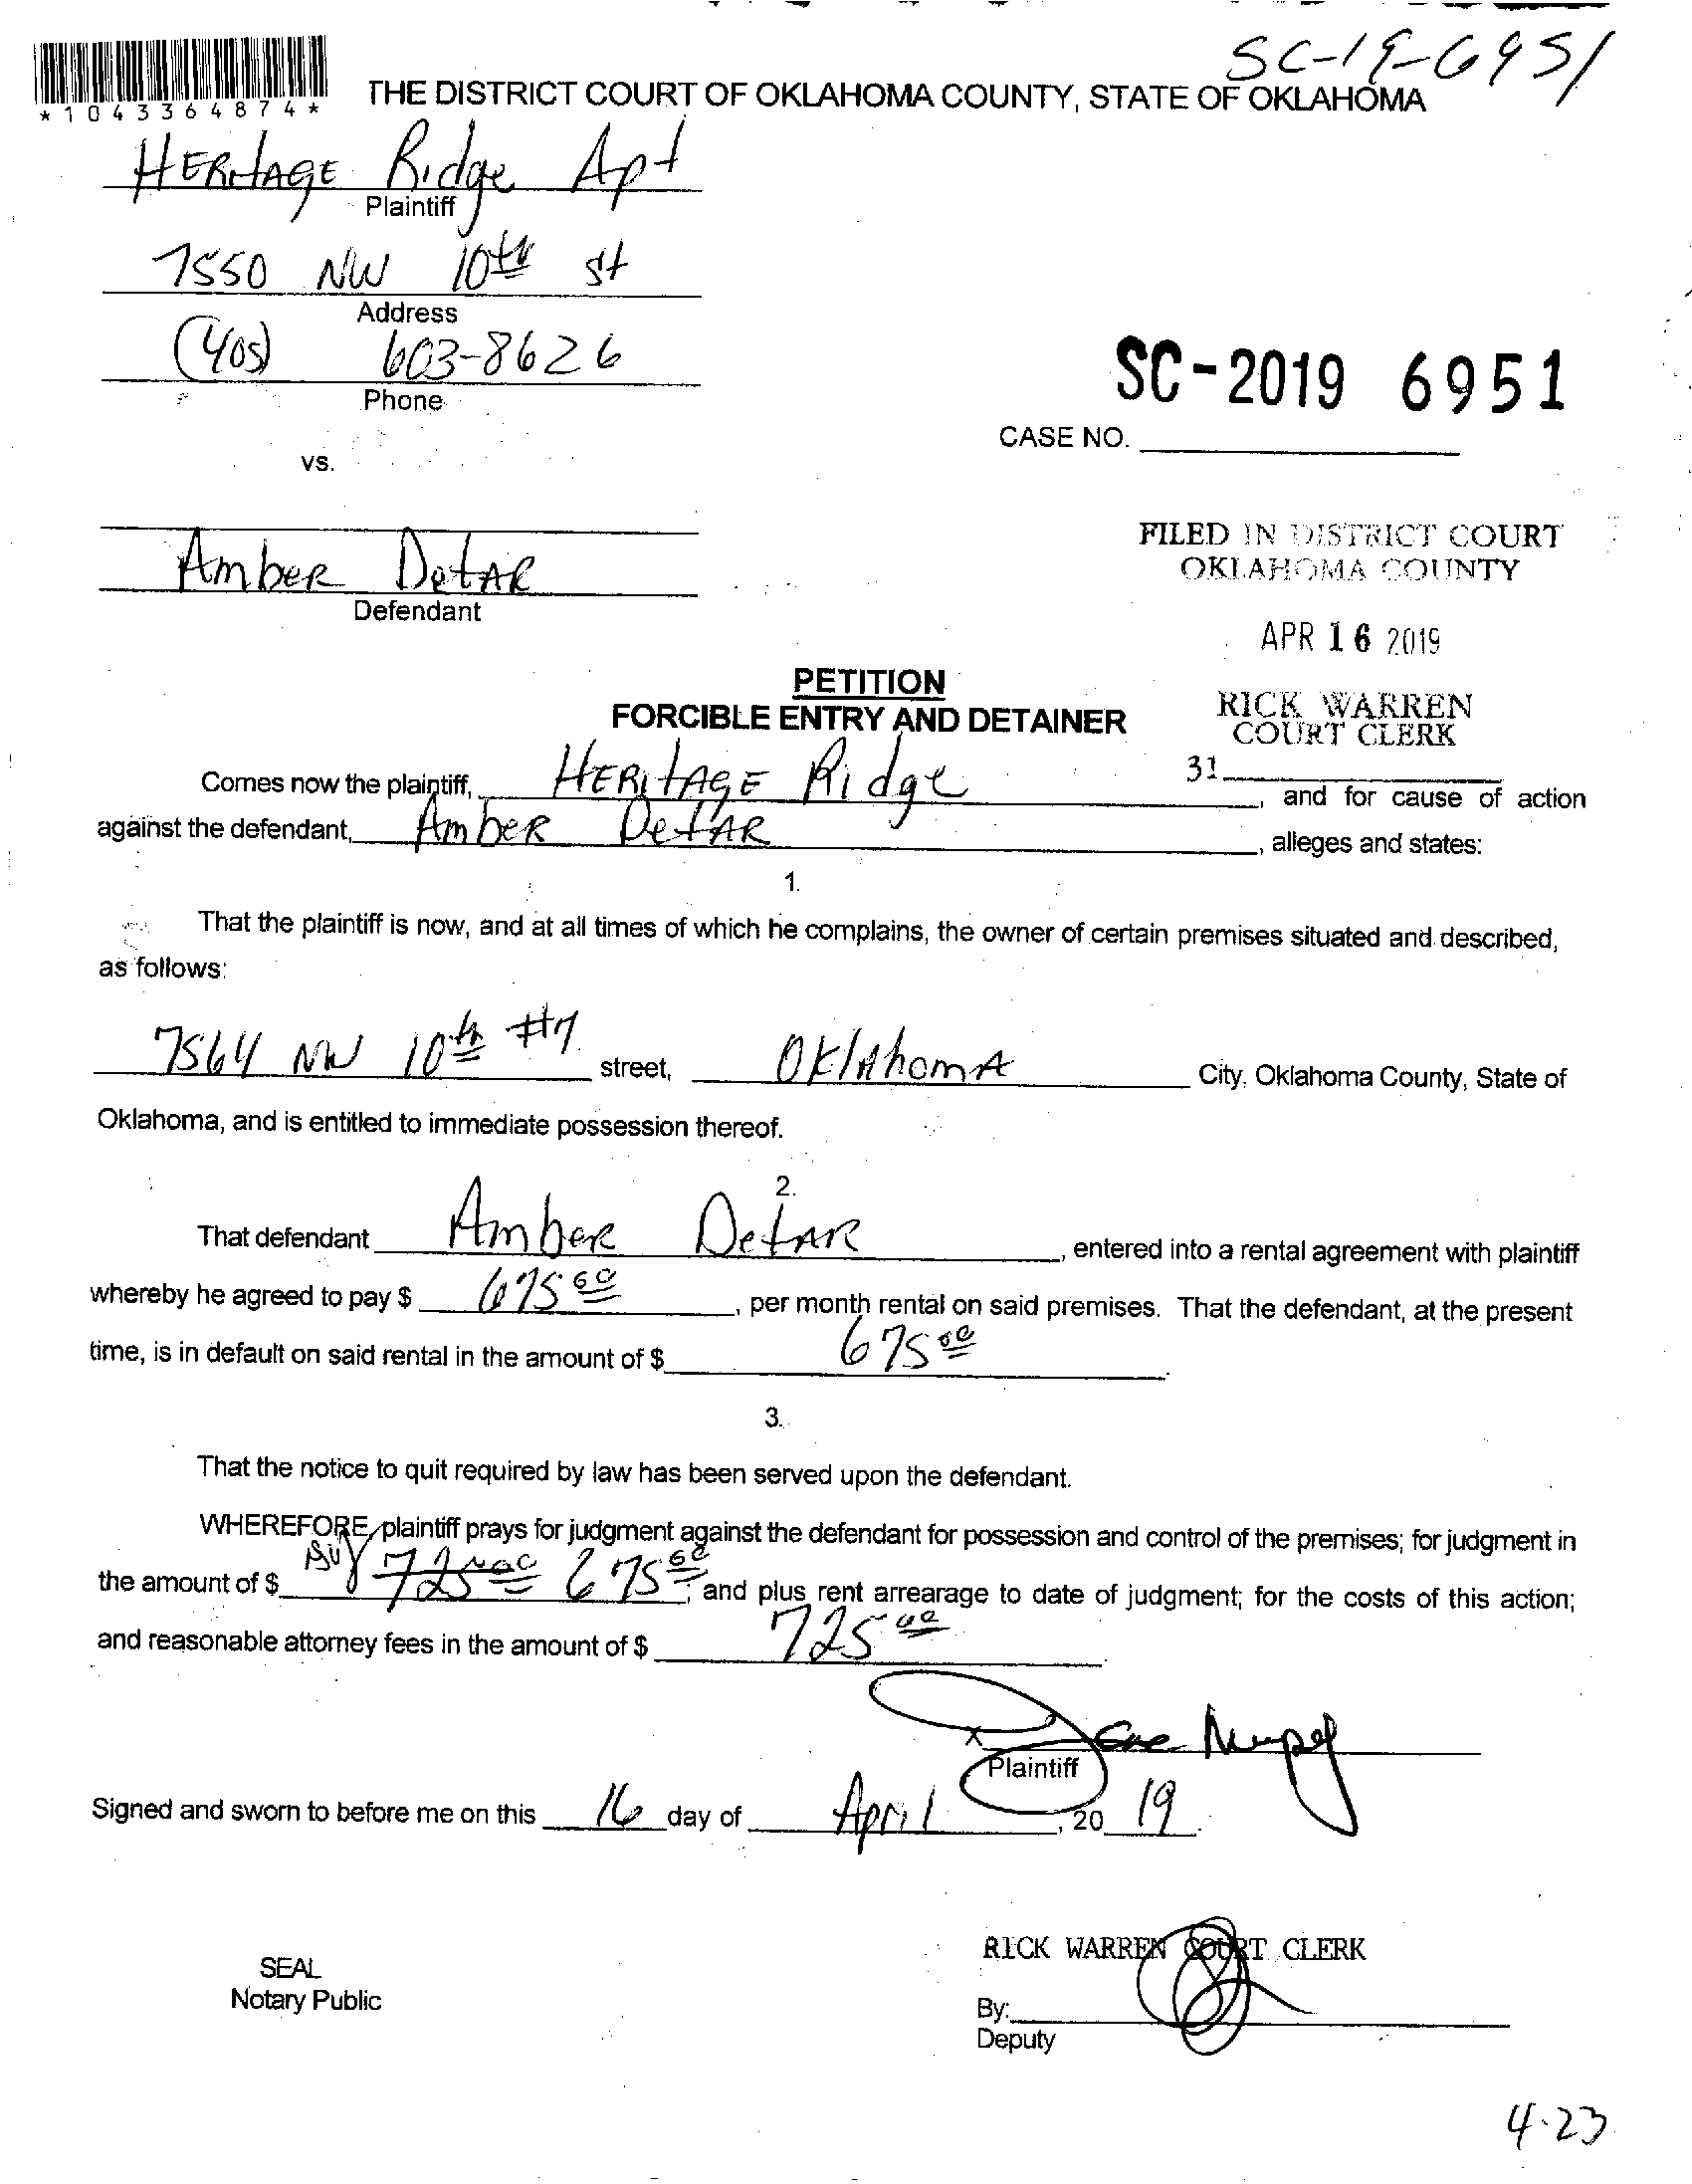 SC-19-6951
*1043364874*
THE DISTRICT COURT OF OKLAHOMA COUNTY, STATE OF OKLAHOMA
HERitAGE Ridge Apt
Plaintiff
7550 NW 10th St
Address
(405) 603-8626
Phone
SC-2019 6951
CASE NO.
vs.
FILED IN DISTRICT COURT
OKLAHOMA COUNTY
AmbeR DetAR
Defendant
APR 16 2019
PETITION
FORCIBLE ENTRY AND DETAINER
RICK WARREN
COURT CLERK
31
Comes now the plaintiff, HERitAGE Ridge, and for cause of action
against the defendant, AmbeR DetAR, alleges and states:
1.
That the plaintiff is now, and at all times of which he complains, the owner of certain premises situated and described,
as follows:
7564 NW 10th #7 street, OklAhomA City, Oklahoma County, State of
Oklahoma, and is entitled to immediate possession thereof.
2.
That defendant AmbeR DetAR, entered into a rental agreement with plaintiff
whereby he agreed to pay $ 675 00, per month rental on said premises. That the defendant, at the present
time, is in default on said rental in the amount of $ 675 00
3.
That the notice to quit required by law has been served upon the defendant.
WHEREFORE, plaintiff prays for judgment against the defendant for possession and control of the premises; for judgment in
the amount of $ 725 00 675 00; and plus rent arrearage to date of judgment; for the costs of this action;
and reasonable attorney fees in the amount of $ 725 00
x
Plaintiff
Signed and sworn to before me on this 16 day of April, 20 19.
RICK WARREN COURT CLERK
SEAL
Notary Public
By:
Deputy
4-23